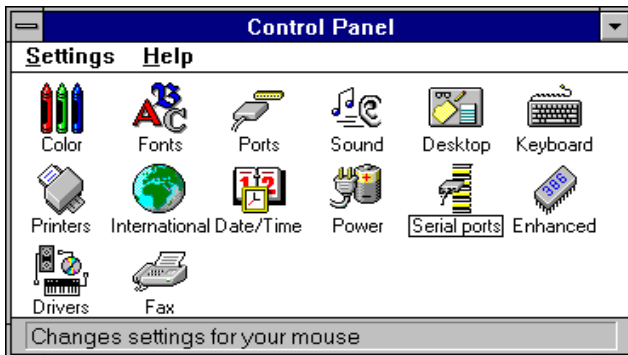 Control Panel
Settings Help
Color Fonts Ports Sound Desktop Keyboard
Printers International Date/Time Power Serial ports Enhanced
Drivers Fax
Changes settings for your mouse